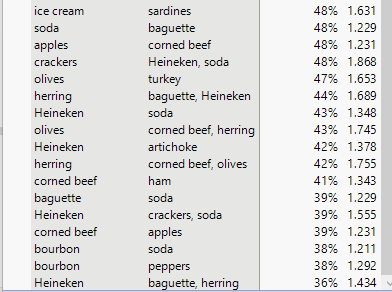 ice cream sardines 48% 1.631
soda baguette 48% 1.229
apples corned beef 48% 1.231
crackers Heineken, soda 48% 1.868
olives turkey 47% 1.653
herring baguette, Heineken 44% 1.689
Heineken soda 43% 1.348
olives corned beef, herring 43% 1.745
Heineken artichoke 42% 1.378
herring corned beef, olives 42% 1.755
corned beef ham 41% 1.343
baguette soda 39% 1.229
Heineken crackers, soda 39% 1.555
corned beef apples 39% 1.231
bourbon soda 38% 1.211
bourbon peppers 38% 1.292
Heineken baguette, herring 36% 1.434